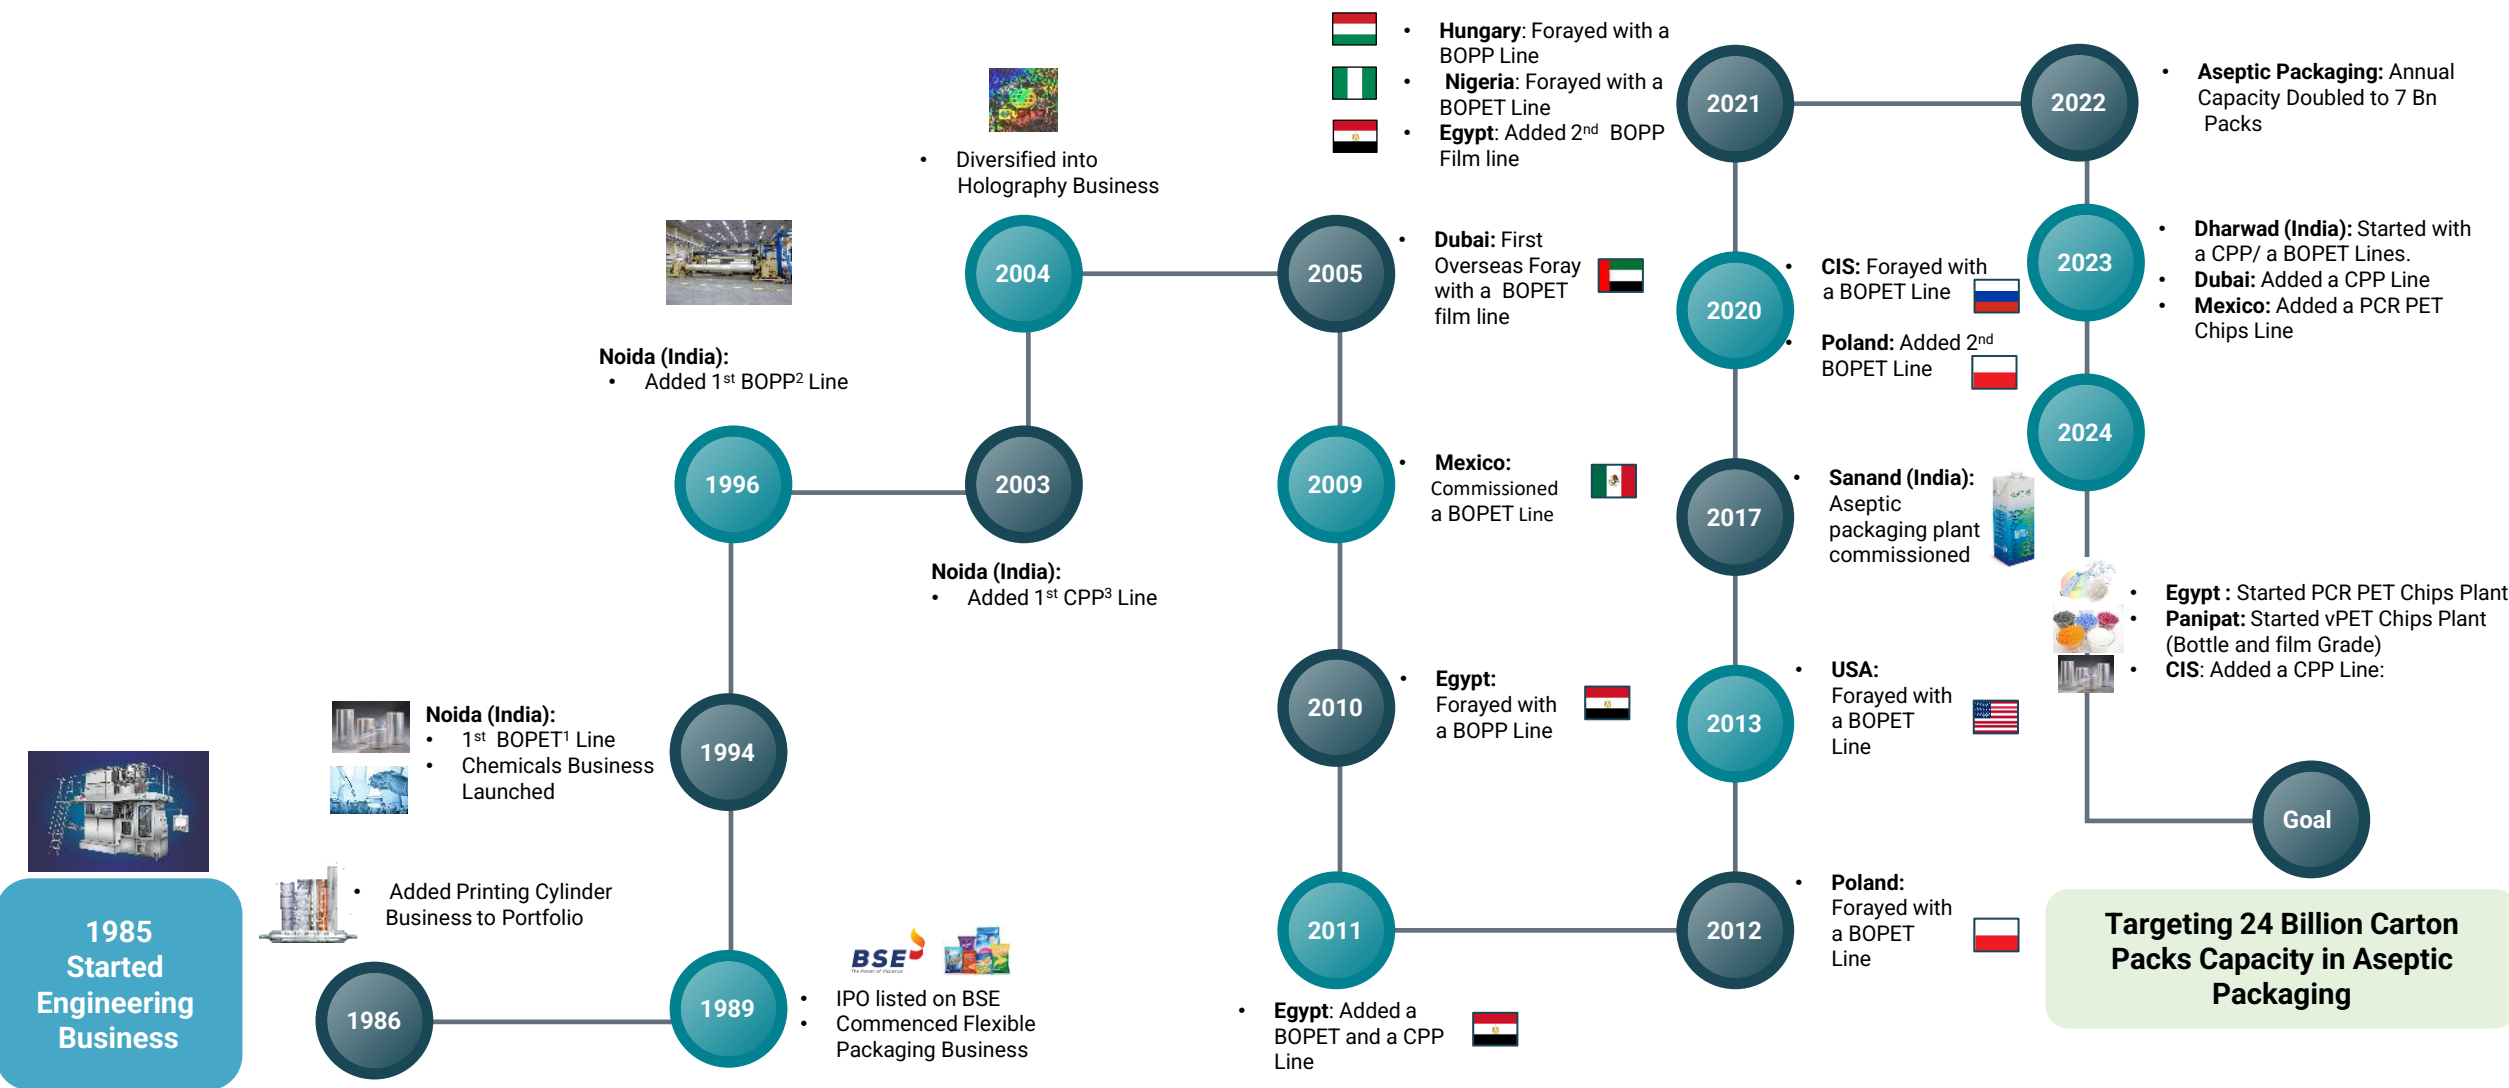 1985
Started
Engineering
Business
• Added Printing Cylinder
Business to Portfolio
1986
1989
BSE
• IPO listed on BSE
• Commenced Flexible
Packaging Business
Noida (India):
• 1st BOPET1 Line
• Chemicals Business
Launched
1994
Noida (India):
• Added 1st BOPP2 Line
1996
2003
Noida (India):
• Added 1st CPP3 Line
• Diversified into
Holography Business
2004
2005
• Dubai: First
Overseas Foray
with a BOPET
film line
2009
• Mexico:
Commissioned
a BOPET Line
2010
• Egypt:
Forayed with
a BOPP Line
2011
• Egypt: Added a
BOPET and a CPP
Line
2012
• Poland:
Forayed with
a BOPET
Line
2013
• USA:
Forayed with
a BOPET
Line
2017
• Sanand (India):
Aseptic
packaging plant
commissioned
2020
• CIS: Forayed with
a BOPET Line
• Poland: Added 2nd
BOPET Line
• Hungary: Forayed with a
BOPP Line
• Nigeria: Forayed with a
BOPET Line
• Egypt: Added 2nd BOPP
Film line
2021
2022
• Aseptic Packaging: Annual
Capacity Doubled to 7 Bn
Packs
2023
• Dharwad (India): Started with
a CPP/ a BOPET Lines.
• Dubai: Added a CPP Line
• Mexico: Added a PCR PET
Chips Line
2024
• Egypt : Started PCR PET Chips Plant
• Panipat: Started vPET Chips Plant
(Bottle and film Grade)
• CIS: Added a CPP Line:
Goal
Targeting 24 Billion Carton
Packs Capacity in Aseptic
Packaging